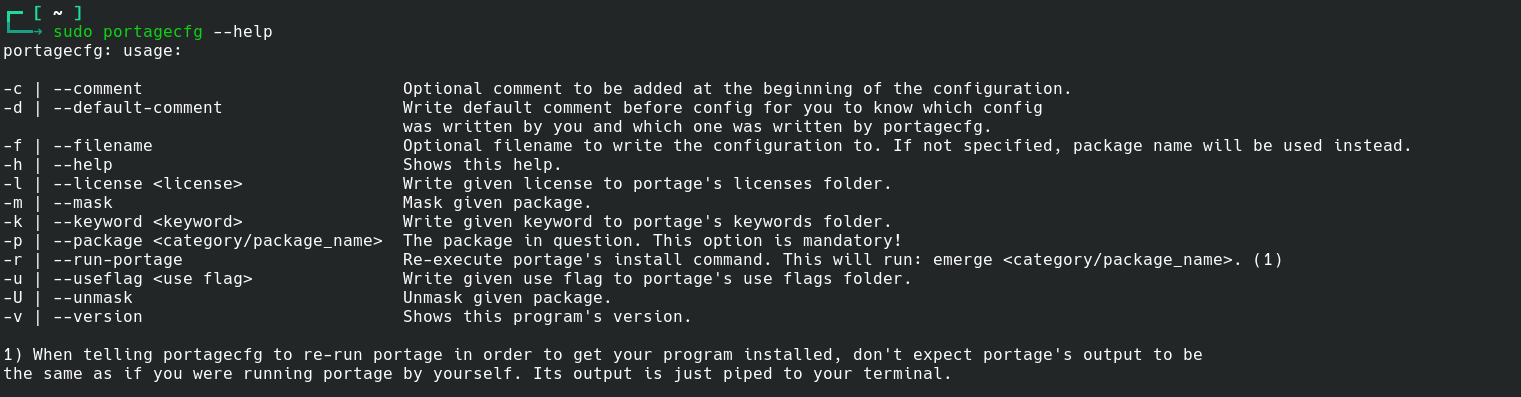 ┌─ [ ~ ]
└──→ sudo portagecfg --help
portagecfg: usage:

-c | --comment                          Optional comment to be added at the beginning of the configuration.
-d | --default-comment                  Write default comment before config for you to know which config
                                        was written by you and which one was written by portagecfg.
-f | --filename                         Optional filename to write the configuration to. If not specified, package name will be used instead.
-h | --help                             Shows this help.
-l | --license <license>                Write given license to portage's licenses folder.
-m | --mask                             Mask given package.
-k | --keyword <keyword>                Write given keyword to portage's keywords folder.
-p | --package <category/package_name>  The package in question. This option is mandatory!
-r | --run-portage                      Re-execute portage's install command. This will run: emerge <category/package_name>. (1)
-u | --useflag <use flag>               Write given use flag to portage's use flags folder.
-U | --unmask                           Unmask given package.
-v | --version                          Shows this program's version.

1) When telling portagecfg to re-run portage in order to get your program installed, don't expect portage's output to be
the same as if you were running portage by yourself. Its output is just piped to your terminal.